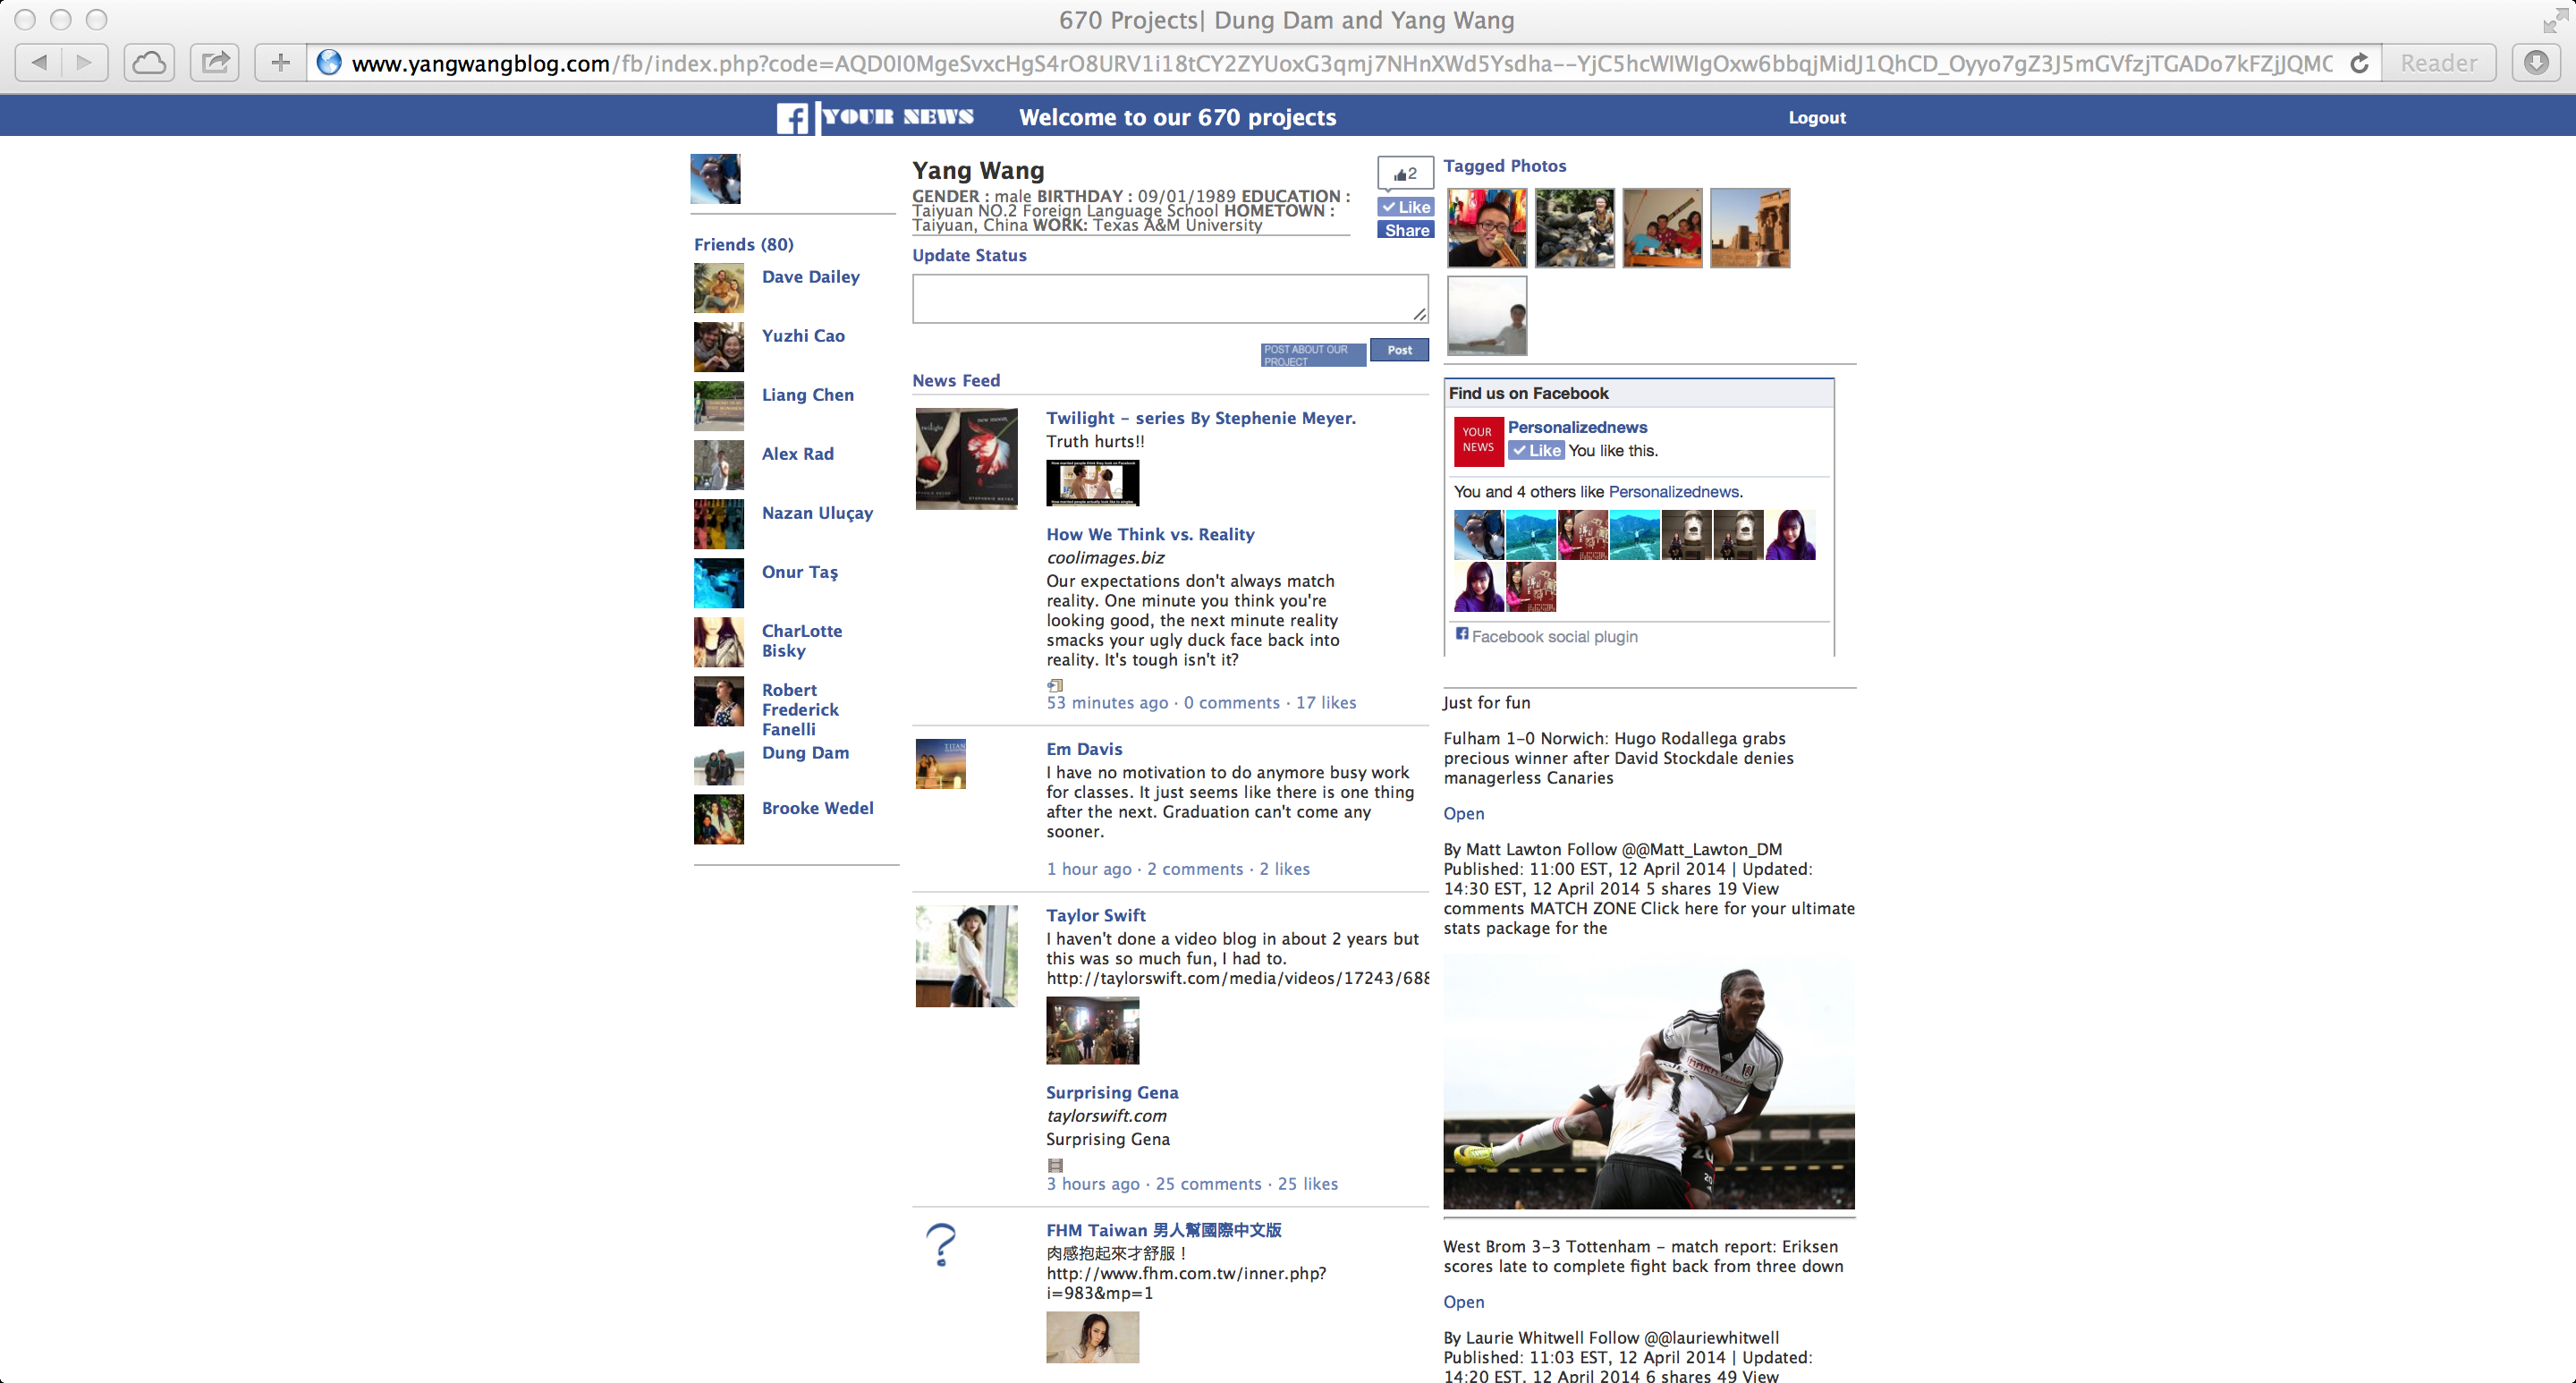 670 Projects| Dung Dam and Yang Wang
www.yangwangblog.com/fb/index.php?code=AQD0I0MgeSvxcHgS4rO8URV1i18tCY2ZYUoxG3qmj7NHnXWd5Ysdha--YjC5hcWlWIgOxw6bbqjMidJ1QhCD_Oyyo7gZ3J5mGVfzjTGADo7kFZjJQMC
Reader
YOUR NEWS
Welcome to our 670 projects
Logout
Friends (80)
Dave Dailey
Yuzhi Cao
Liang Chen
Alex Rad
Nazan Uluçay
Onur Taş
CharLotte
Bisky
Robert
Frederick
Fanelli
Dung Dam
Brooke Wedel
Yang Wang
GENDER : male BIRTHDAY : 09/01/1989 EDUCATION :
Taiyuan NO.2 Foreign Language School HOMETOWN :
Taiyuan, China WORK: Texas A&M University
2
Like
Share
Update Status
POST ABOUT OUR
PROJECT
Post
News Feed
Twilight - series By Stephenie Meyer.
Truth hurts!!
How We Think vs. Reality
coolimages.biz
Our expectations don't always match
reality. One minute you think you're
looking good, the next minute reality
smacks your ugly duck face back into
reality. It's tough isn't it?
53 minutes ago · 0 comments · 17 likes
Em Davis
I have no motivation to do anymore busy work
for classes. It just seems like there is one thing
after the next. Graduation can't come any
sooner.
1 hour ago · 2 comments · 2 likes
Taylor Swift
I haven't done a video blog in about 2 years but
this was so much fun, I had to.
http://taylorswift.com/media/videos/17243/688
Surprising Gena
taylorswift.com
Surprising Gena
3 hours ago · 25 comments · 25 likes
FHM Taiwan 男人幫國際中文版
肉感抱起來才舒服！
http://www.fhm.com.tw/inner.php?
i=983&mp=1
Tagged Photos
Find us on Facebook
YOUR
NEWS
Personalizednews
Like You like this.
You and 4 others like Personalizednews.
Facebook social plugin
Just for fun
Fulham 1-0 Norwich: Hugo Rodallega grabs
precious winner after David Stockdale denies
managerless Canaries
Open
By Matt Lawton Follow @@Matt_Lawton_DM
Published: 11:00 EST, 12 April 2014 | Updated:
14:30 EST, 12 April 2014 5 shares 19 View
comments MATCH ZONE Click here for your ultimate
stats package for the
West Brom 3-3 Tottenham - match report: Eriksen
scores late to complete fight back from three down
Open
By Laurie Whitwell Follow @@lauriewhitwell
Published: 11:03 EST, 12 April 2014 | Updated:
14:20 EST, 12 April 2014 6 shares 49 View